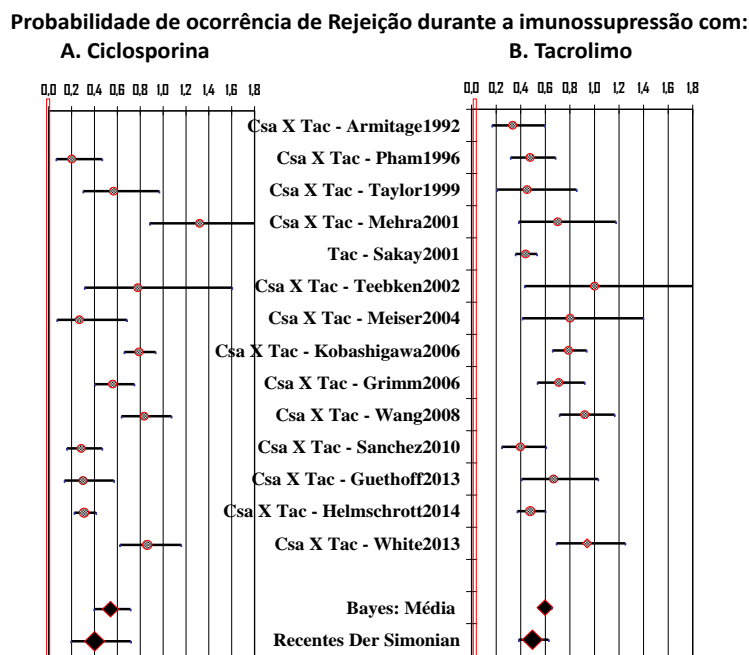 Probabilidade de ocorrência de Rejeição durante a imunossupressão com:
A. Ciclosporina
B. Tacrolimo
0,0 0,2 0,4 0,6 0,8 1,0 1,2 1,4 1,6 1,8
0,0 0,2 0,4 0,6 0,8 1,0 1,2 1,4 1,6 1,8
Csa X Tac - Armitage1992
Csa X Tac - Pham1996
Csa X Tac - Taylor1999
Csa X Tac - Mehra2001
Tac - Sakay2001
Csa X Tac - Teebken2002
Csa X Tac - Meiser2004
Csa X Tac - Kobashigawa2006
Csa X Tac - Grimm2006
Csa X Tac - Wang2008
Csa X Tac - Sanchez2010
Csa X Tac - Guethoff2013
Csa X Tac - Helmschrott2014
Csa X Tac - White2013
Bayes: Média
Recentes Der Simonian